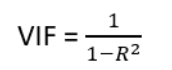 VIF = 1/(1−R²)